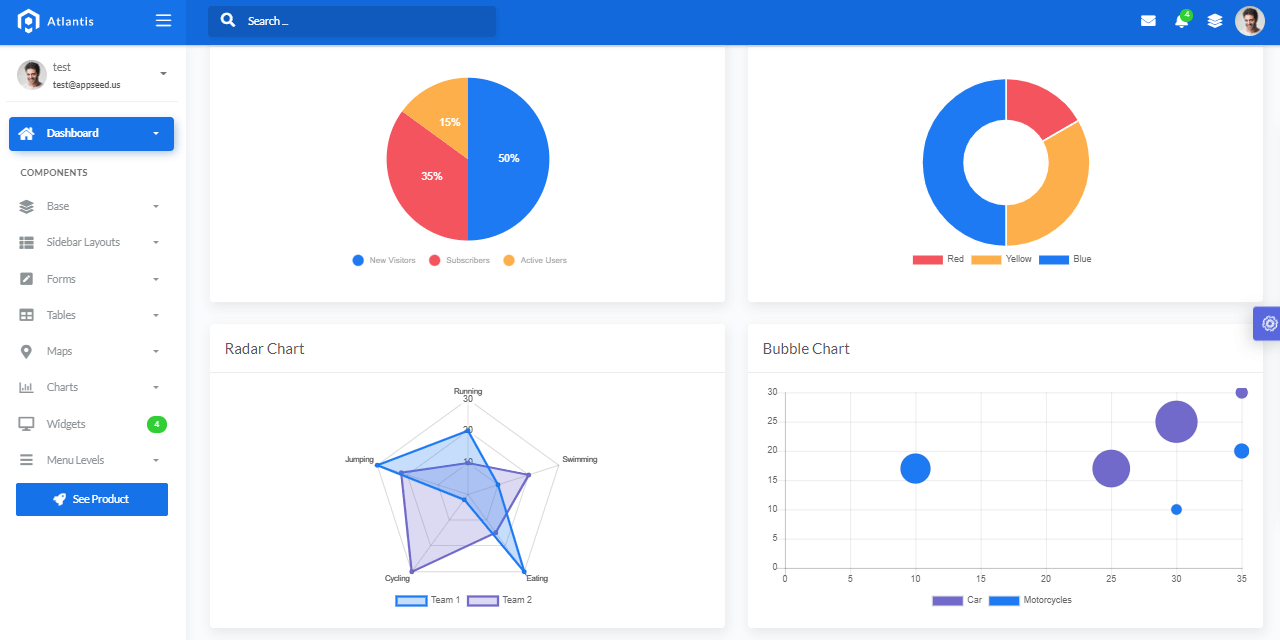 Atlantis
Search ...
4
test
test@appseed.us
Dashboard
COMPONENTS
Base
Sidebar Layouts
Forms
Tables
Maps
Charts
Widgets 4
Menu Levels
See Product
15%
50%
35%
New Visitors Subscribers Active Users
Red Yellow Blue
Radar Chart
Running
30
20
10
Jumping
Swimming
Cycling
Eating
Team 1 Team 2
Bubble Chart
30
25
20
15
10
5
0
0 5 10 15 20 25 30 35
Car Motorcycles